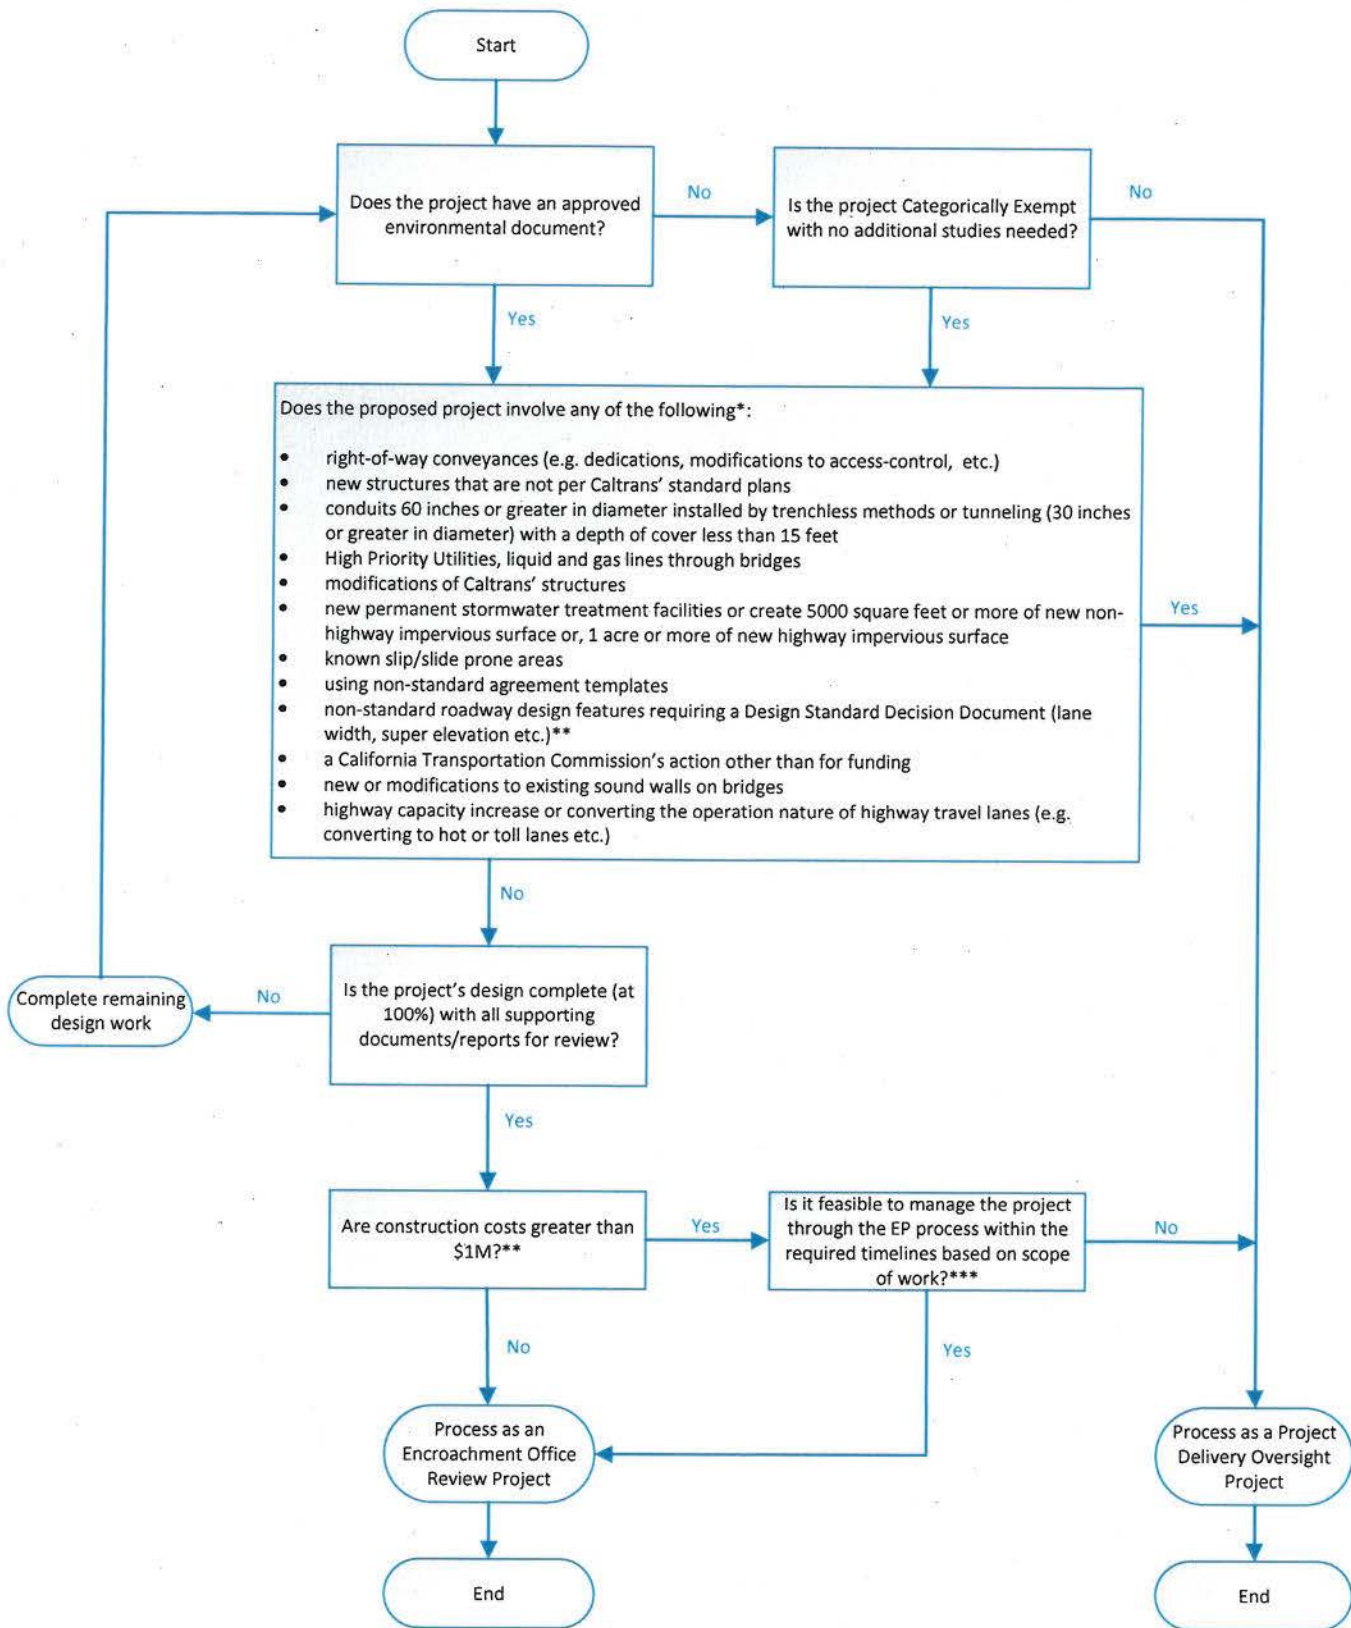 Start
Does the project have an approved
environmental document?
No
Is the project Categorically Exempt
with no additional studies needed?
No
Yes
Yes
Does the proposed project involve any of the following*:
• right-of-way conveyances (e.g. dedications, modifications to access-control, etc.)
• new structures that are not per Caltrans' standard plans
• conduits 60 inches or greater in diameter installed by trenchless methods or tunneling (30 inches
or greater in diameter) with a depth of cover less than 15 feet
• High Priority Utilities, liquid and gas lines through bridges
• modifications of Caltrans' structures
• new permanent stormwater treatment facilities or create 5000 square feet or more of new non-
highway impervious surface or, 1 acre or more of new highway impervious surface
• known slip/slide prone areas
• using non-standard agreement templates
• non-standard roadway design features requiring a Design Standard Decision Document (lane
width, super elevation etc.)**
• a California Transportation Commission's action other than for funding
• new or modifications to existing sound walls on bridges
• highway capacity increase or converting the operation nature of highway travel lanes (e.g.
converting to hot or toll lanes etc.)
Yes
No
Is the project's design complete (at
100%) with all supporting
documents/reports for review?
No
Complete remaining
design work
Yes
Are construction costs greater than
$1M?**
Yes
Is it feasible to manage the project
through the EP process within the
required timelines based on scope
of work?***
No
No
Yes
Process as an
Encroachment Office
Review Project
Process as a Project
Delivery Oversight
Project
End
End